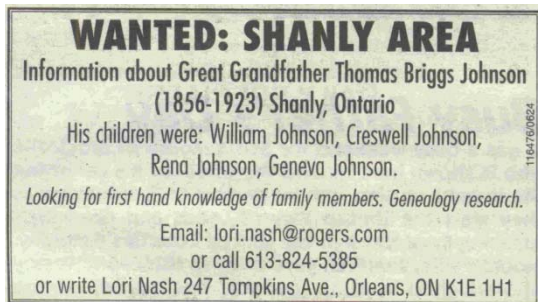 WANTED: SHANLY AREA
Information about Great Grandfather Thomas Briggs Johnson
(1856-1923) Shanly, Ontario
His children were: William Johnson, Creswell Johnson,
Rena Johnson, Geneva Johnson.
Looking for first hand knowledge of family members. Genealogy research.
Email: lori.nash@rogers.com
or call 613-824-5385
or write Lori Nash 247 Tompkins Ave., Orleans, ON K1E 1H1
116476/0624